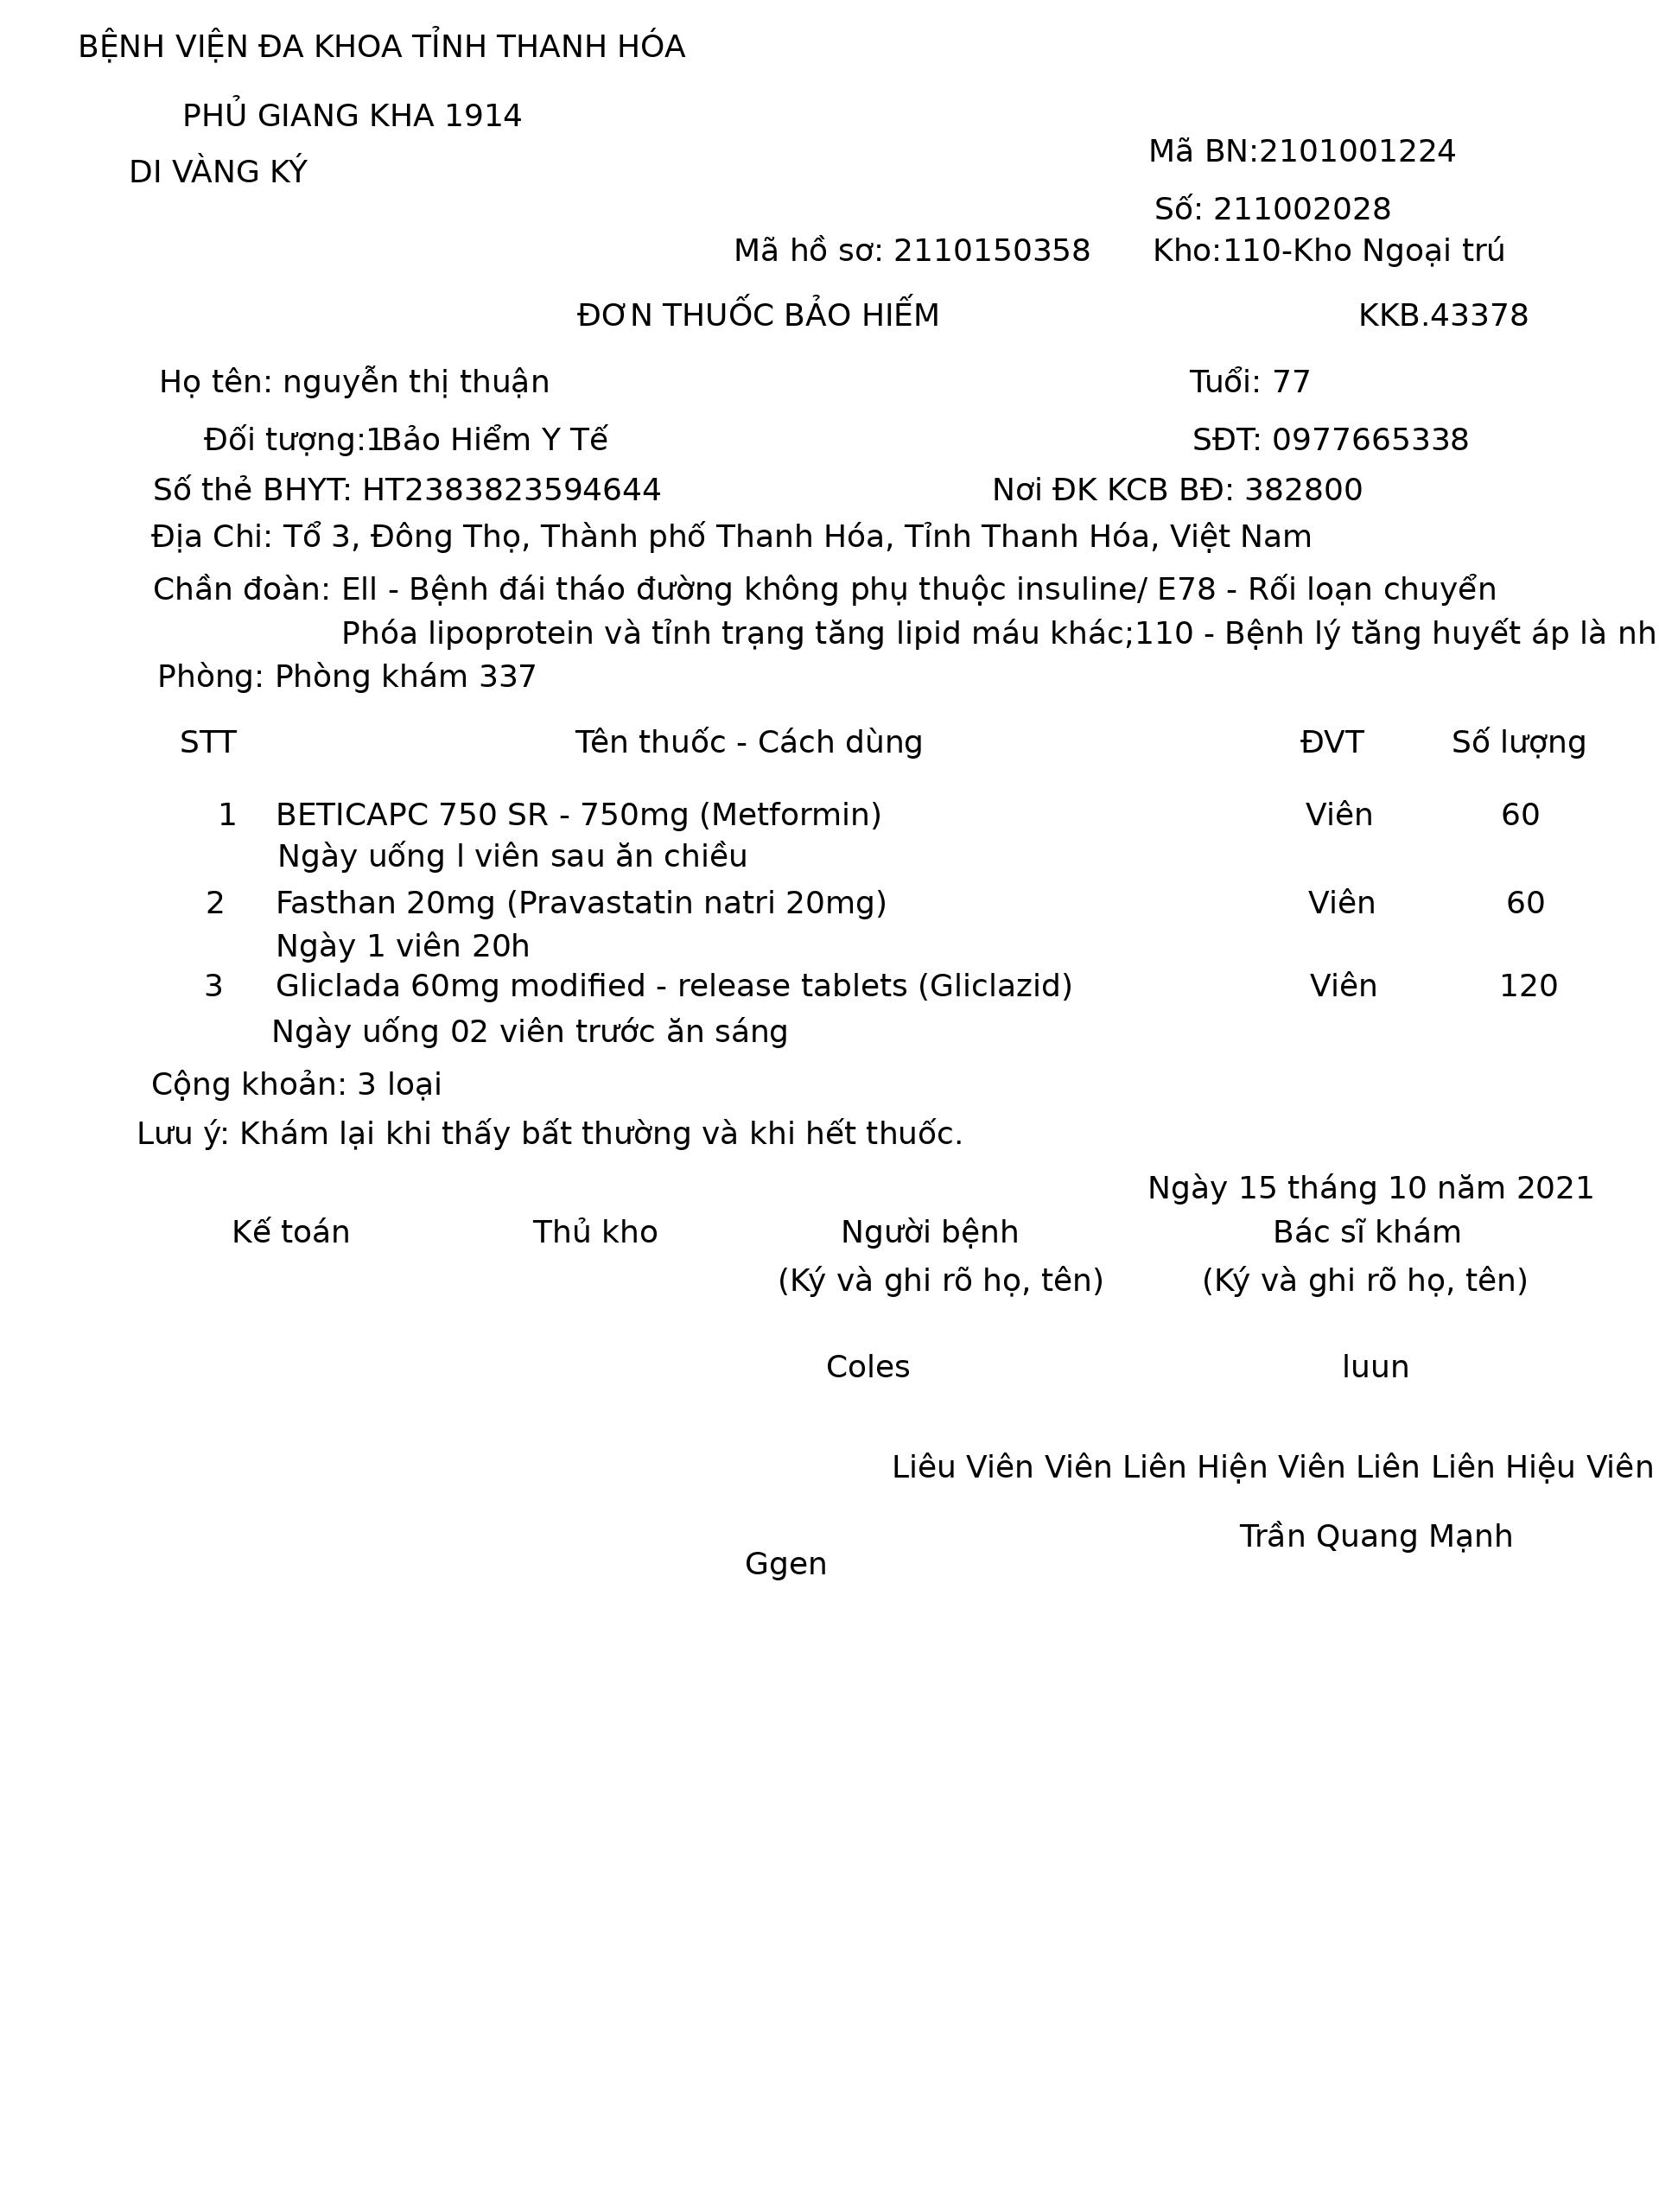 BỆNH VIỆN ĐA KHOA TỈNH THANH HÓA
PHỦ GIANG KHA 1914
DI VÀNG KÝ
Mã BN:2101001224
Số: 211002028
Mã hồ sơ: 2110150358 Kho:110-Kho Ngoại trú
ĐƠN THUỐC BẢO HIẾM KKB.43378
Họ tên: nguyễn thị thuận Tuổi: 77
Đối tượng:1Bảo Hiểm Y Tế SĐT: 0977665338
Số thẻ BHYT: HT2383823594644 Nơi ĐK KCB BĐ: 382800
Địa Chi: Tổ 3, Đông Thọ, Thành phố Thanh Hóa, Tỉnh Thanh Hóa, Việt Nam
Chần đoàn: Ell - Bệnh đái tháo đường không phụ thuộc insuline/ E78 - Rối loạn chuyển
Phóa lipoprotein và tỉnh trạng tăng lipid máu khác;110 - Bệnh lý tăng huyết áp là nh
Phòng: Phòng khám 337
STT Tên thuốc - Cách dùng ĐVT Số lượng
1 BETICAPC 750 SR - 750mg (Metformin) Viên 60
Ngày uống l viên sau ăn chiều
2 Fasthan 20mg (Pravastatin natri 20mg) Viên 60
Ngày 1 viên 20h
3 Gliclada 60mg modified - release tablets (Gliclazid) Viên 120
Ngày uống 02 viên trước ăn sáng
Cộng khoản: 3 loại
Lưu ý: Khám lại khi thấy bất thường và khi hết thuốc.
Ngày 15 tháng 10 năm 2021
Kế toán Thủ kho Người bệnh Bác sĩ khám
(Ký và ghi rõ họ, tên) (Ký và ghi rõ họ, tên)
Coles luun
Liêu Viên Viên Liên Hiện Viên Liên Liên Hiệu Viên
Trần Quang Mạnh
Ggen